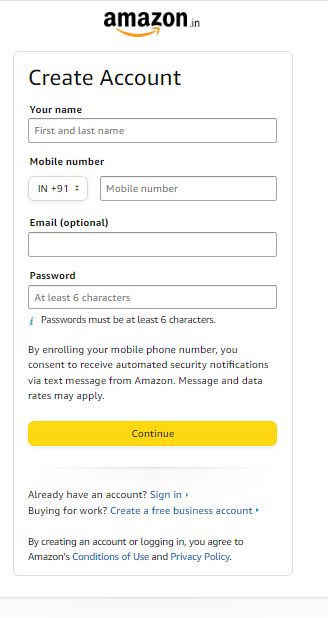 amazon.in
Create Account
Your name
First and last name
Mobile number
IN +91 Mobile number
Email (optional)
Password
At least 6 characters
i Passwords must be at least 6 characters.
By enrolling your mobile phone number, you
consent to receive automated security notifications
via text message from Amazon. Message and data
rates may apply.
Continue
Already have an account? Sign in
Buying for work? Create a free business account
By creating an account or logging in, you agree to
Amazon's Conditions of Use and Privacy Policy.